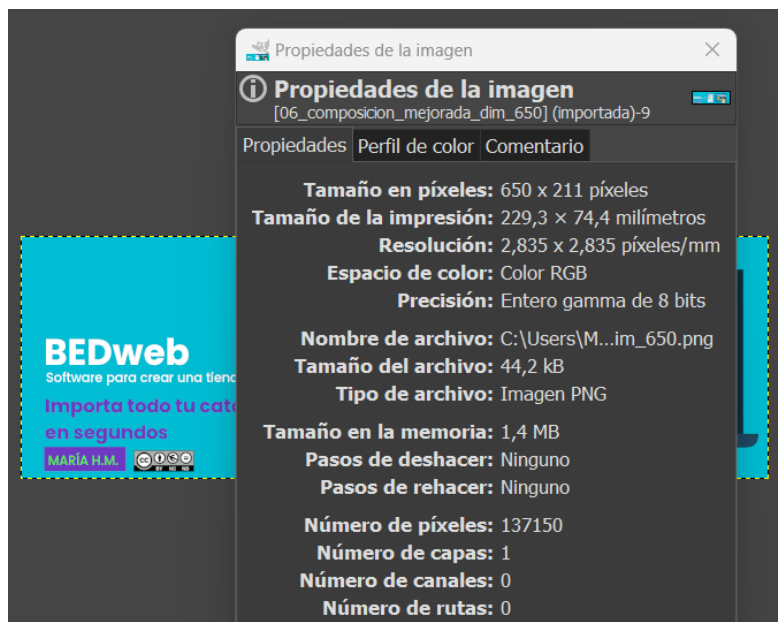 Propiedades de la imagen
Propiedades de la imagen
[06_composicion_mejorada_dim_650] (importada)-9
Propiedades Perfil de color Comentario
Tamaño en píxeles: 650 x 211 píxeles
Tamaño de la impresión: 229,3 × 74,4 milímetros
Resolución: 2,835 x 2,835 píxeles/mm
Espacio de color: Color RGB
Precisión: Entero gamma de 8 bits
Nombre de archivo: C:\Users\M...im_650.png
Tamaño del archivo: 44,2 kB
Tipo de archivo: Imagen PNG
Tamaño en la memoria: 1,4 MB
Pasos de deshacer: Ninguno
Pasos de rehacer: Ninguno
Número de píxeles: 137150
Número de capas: 1
Número de canales: 0
Número de rutas: 0
BEDweb
Software para crear una tiend
Importa todo tu cat
en segundos
MARÍA H.M.
cc
BY NC ND